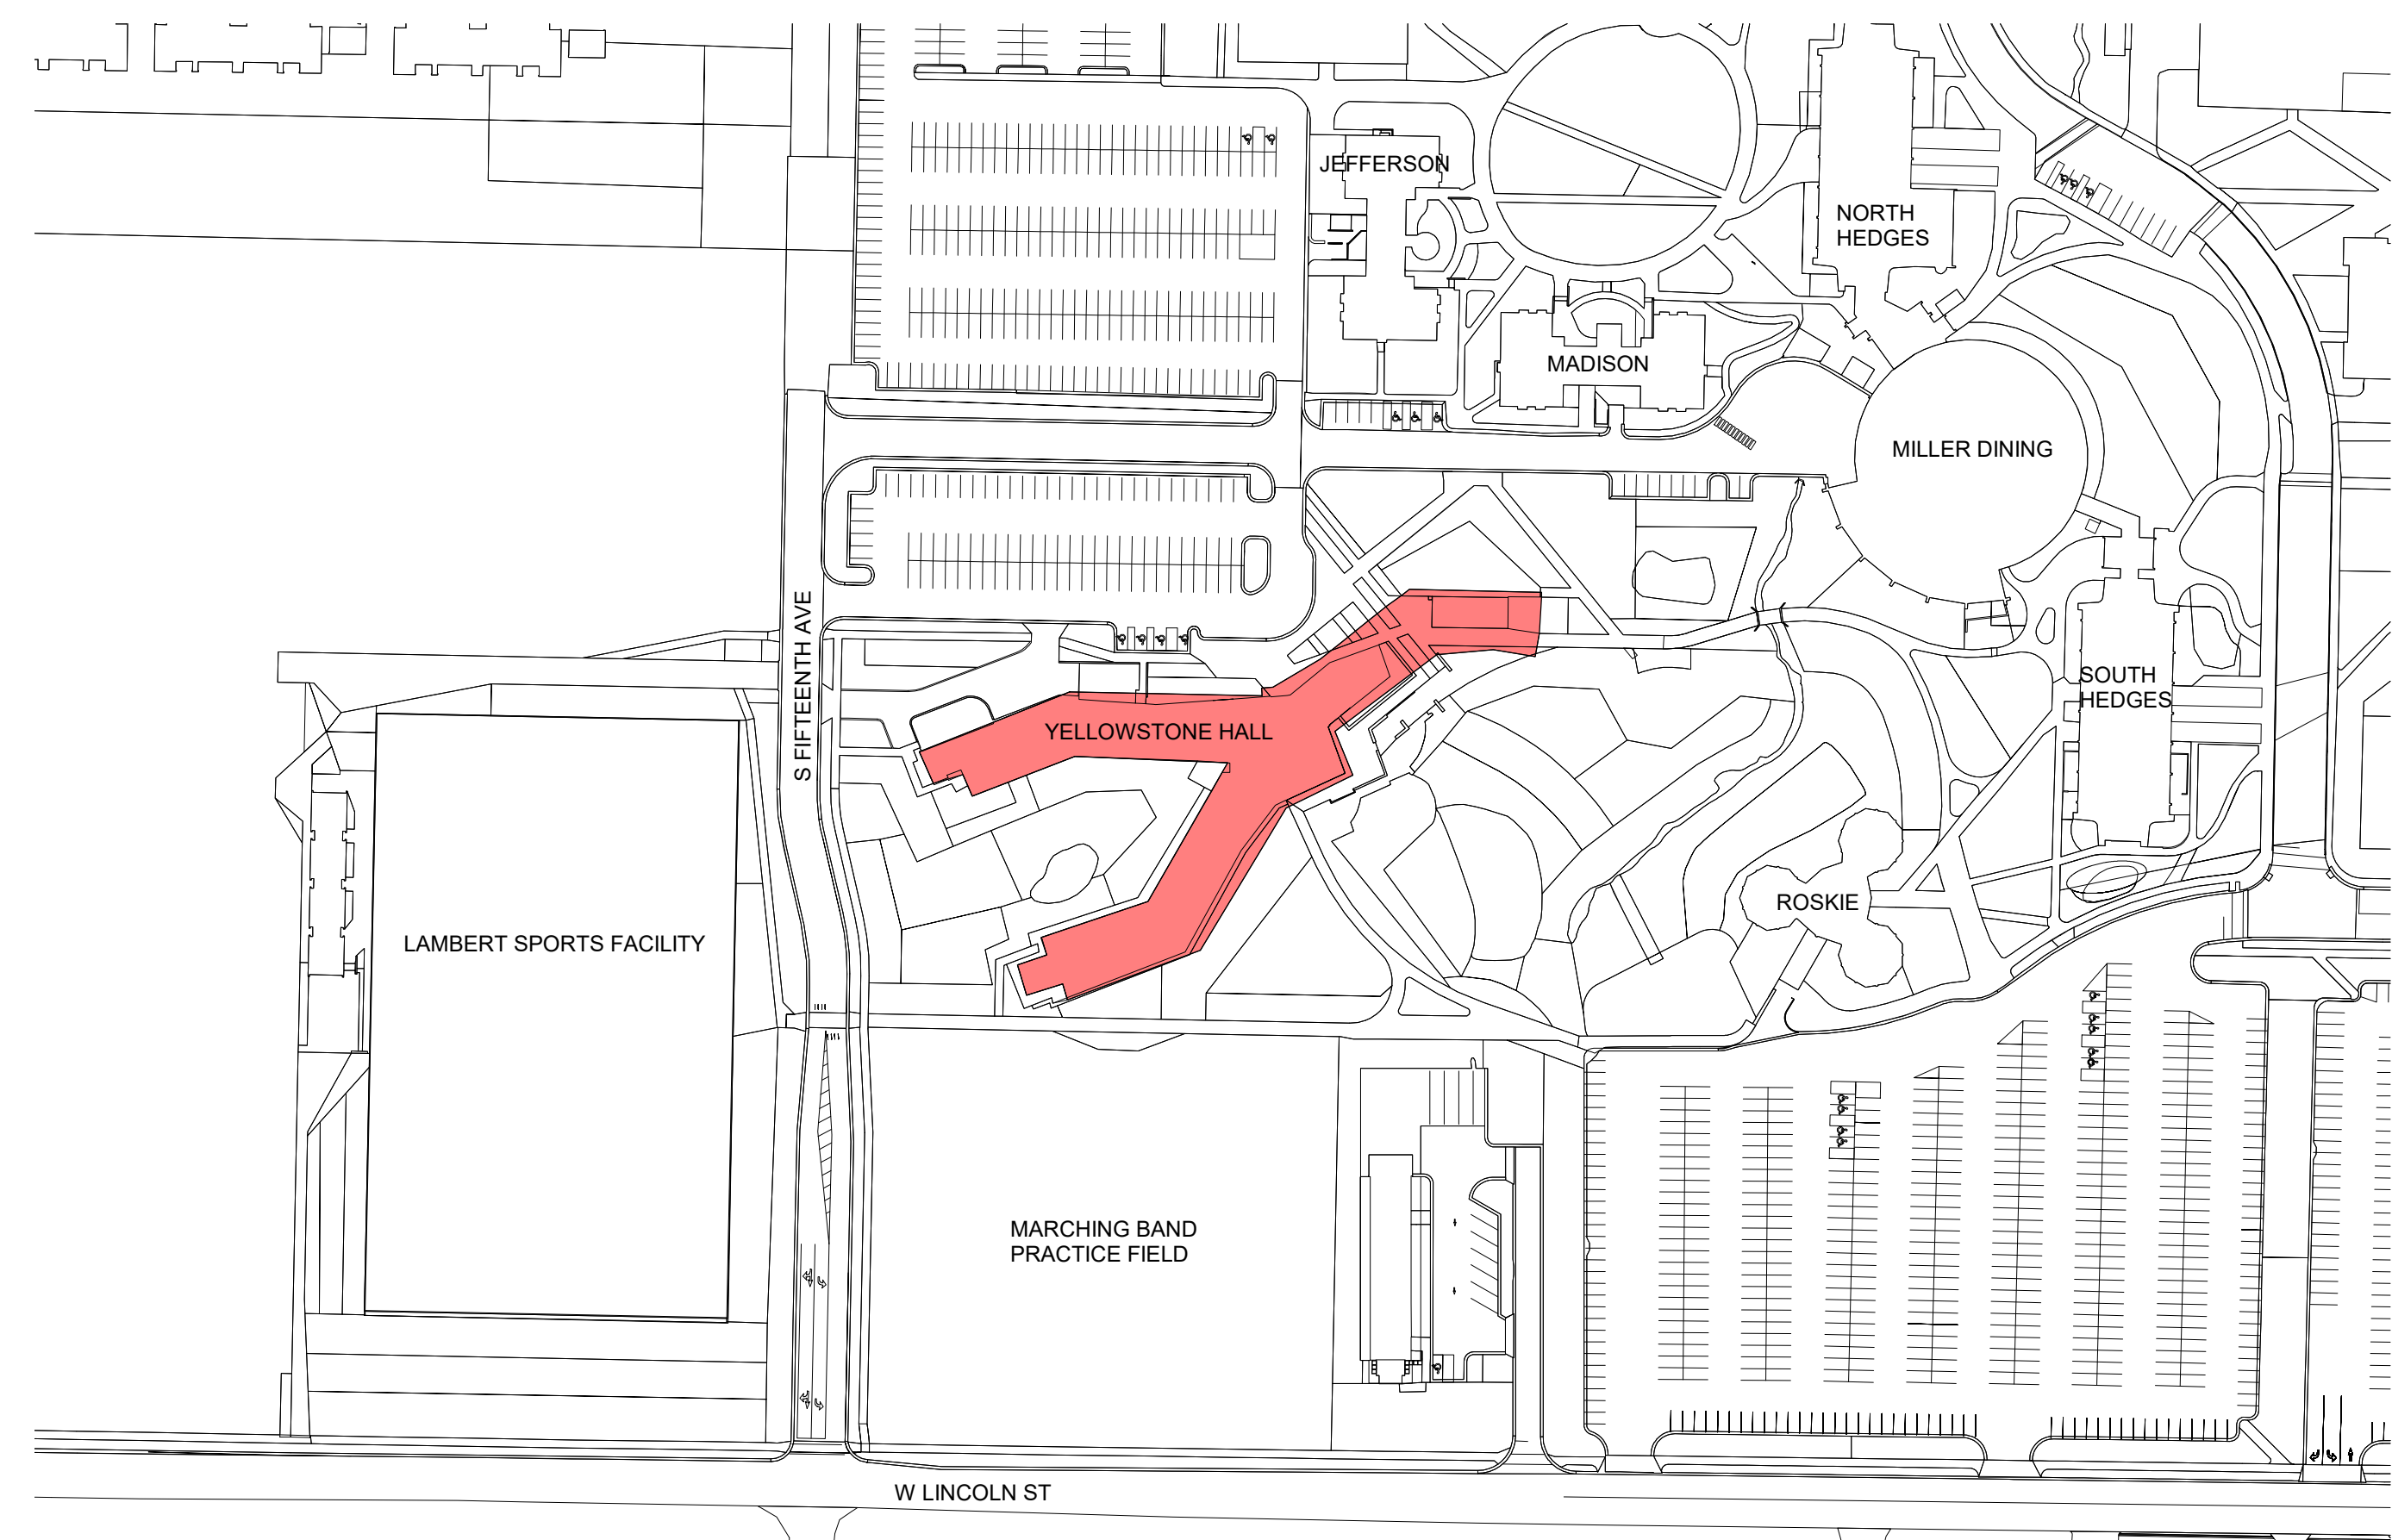 JEFFERSON
NORTH
HEDGES
MADISON
MILLER DINING
S FIFTEENTH AVE
SOUTH
HEDGES
YELLOWSTONE HALL
ROSKIE
LAMBERT SPORTS FACILITY
MARCHING BAND
PRACTICE FIELD
W LINCOLN ST